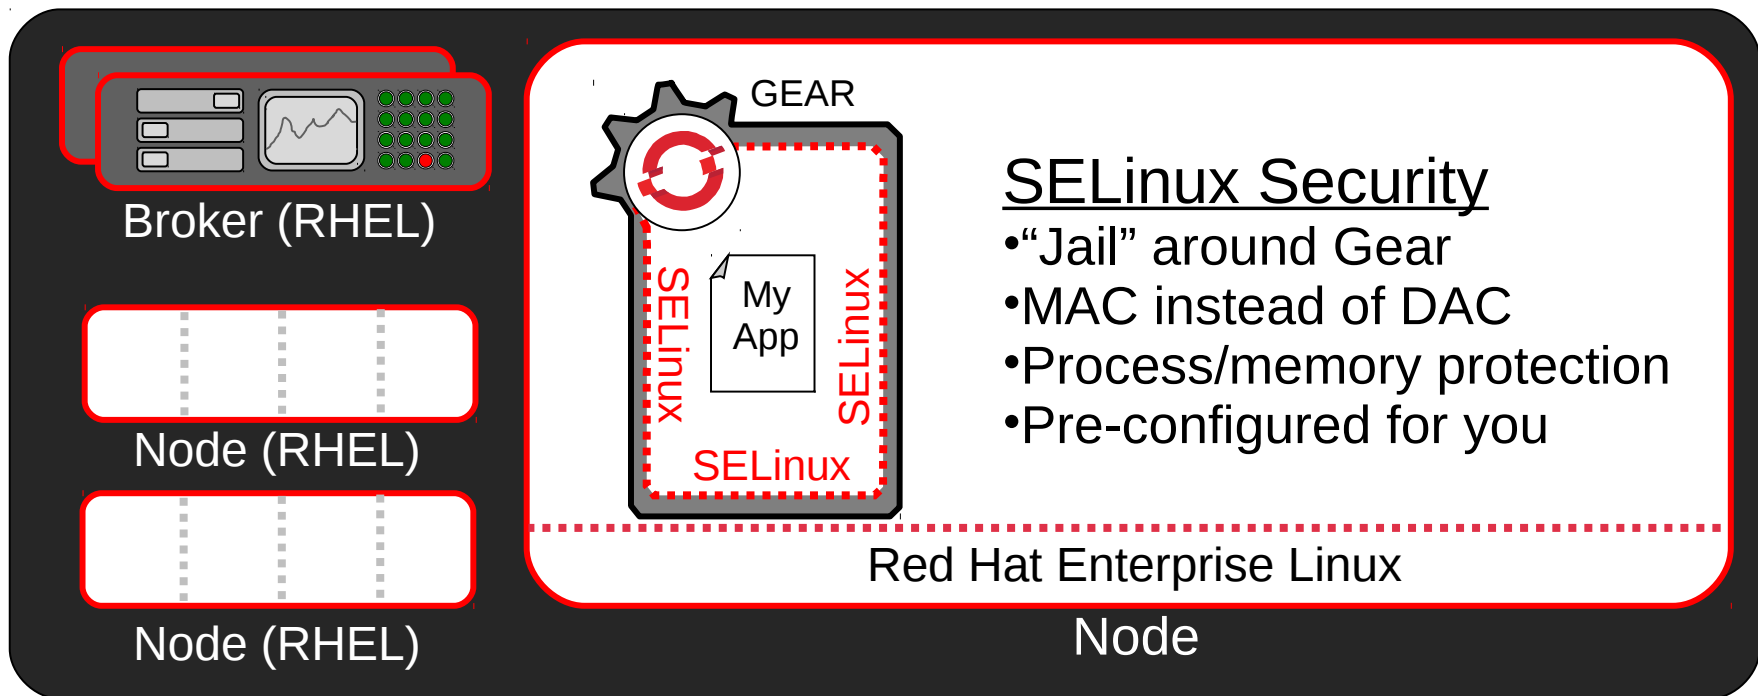 Broker (RHEL)
Node (RHEL)
Node (RHEL)
GEAR
SELinux
My
App
SELinux
SELinux
SELinux Security
•“Jail” around Gear
•MAC instead of DAC
•Process/memory protection
•Pre-configured for you
Red Hat Enterprise Linux
Node